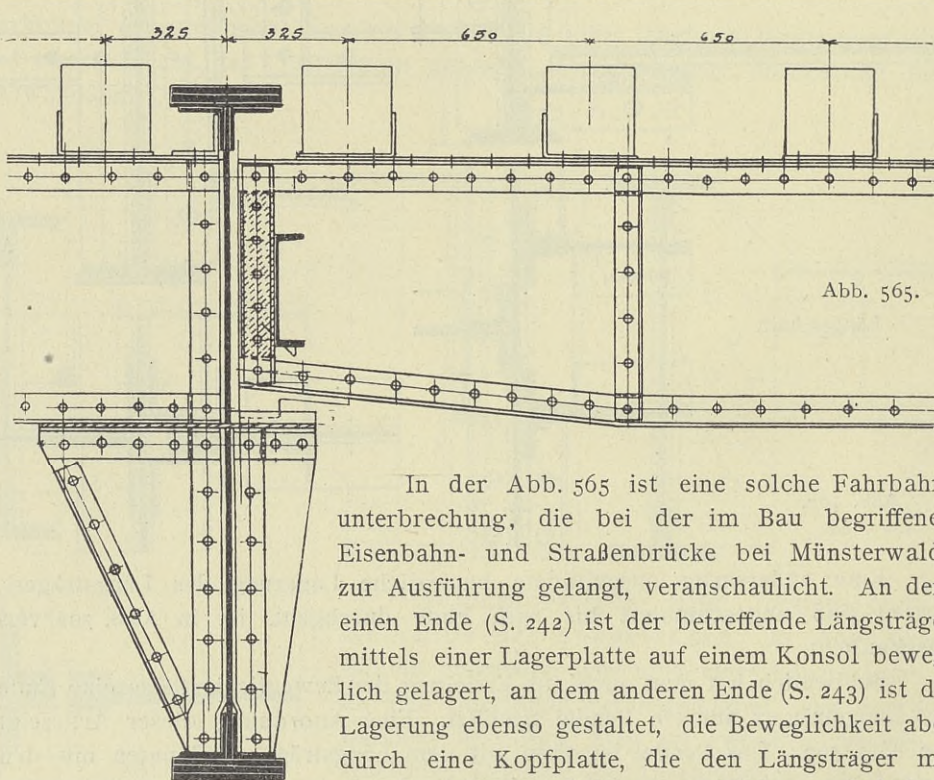 325 325 650 650
Abb. 565.
In der Abb. 565 ist eine solche Fahrbahn
unterbrechung, die bei der im Bau begriffene
Eisenbahn- und Straßenbrücke bei Münsterwald
zur Ausführung gelangt, veranschaulicht. An de
einen Ende (S. 242) ist der betreffende Längsträge
mittels einer Lagerplatte auf einem Konsol beweg
lich gelagert, an dem anderen Ende (S. 243) ist d
Lagerung ebenso gestaltet, die Beweglichkeit abe
durch eine Kopfplatte, die den Längsträger m